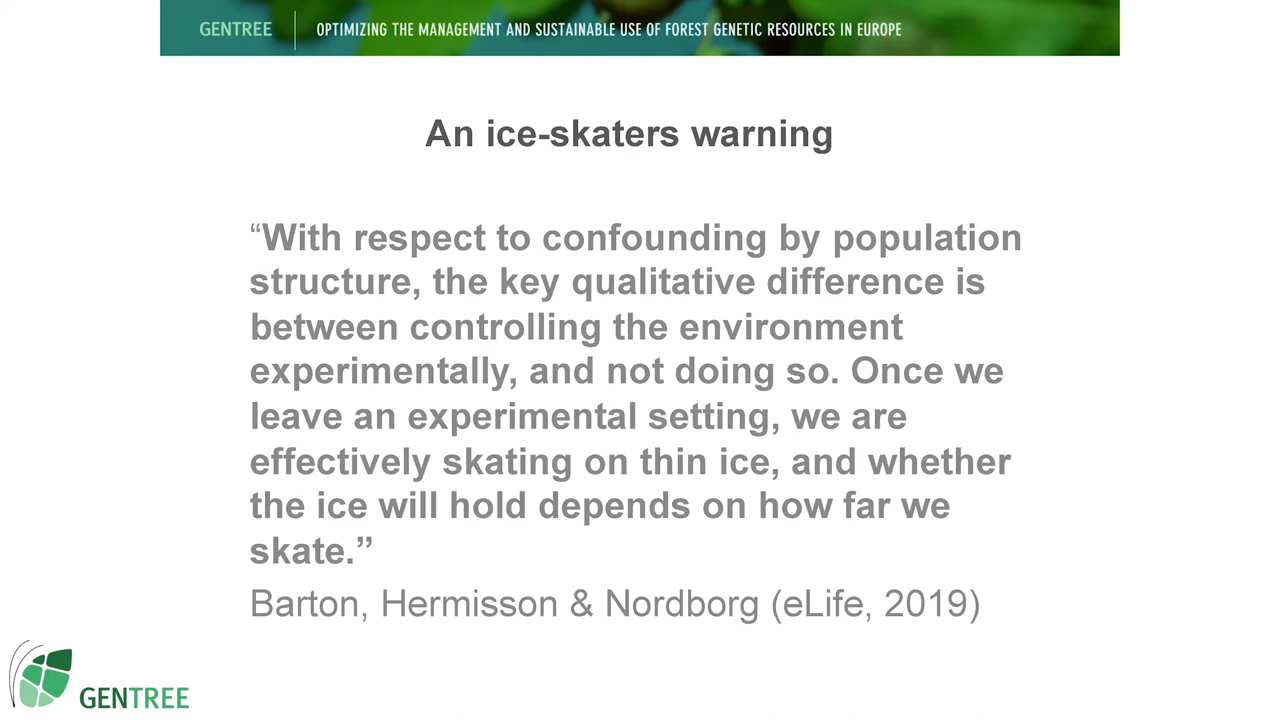 GENTREE
OPTIMIZING THE MANAGEMENT AND SUSTAINABLE USE OF FOREST GENETIC RESOURCES IN EUROPE
An ice-skaters warning
“With respect to confounding by population
structure, the key qualitative difference is
between controlling the environment
experimentally, and not doing so. Once we
leave an experimental setting, we are
effectively skating on thin ice, and whether
the ice will hold depends on how far we
skate.”
Barton, Hermisson & Nordborg (eLife, 2019)
GENTREE